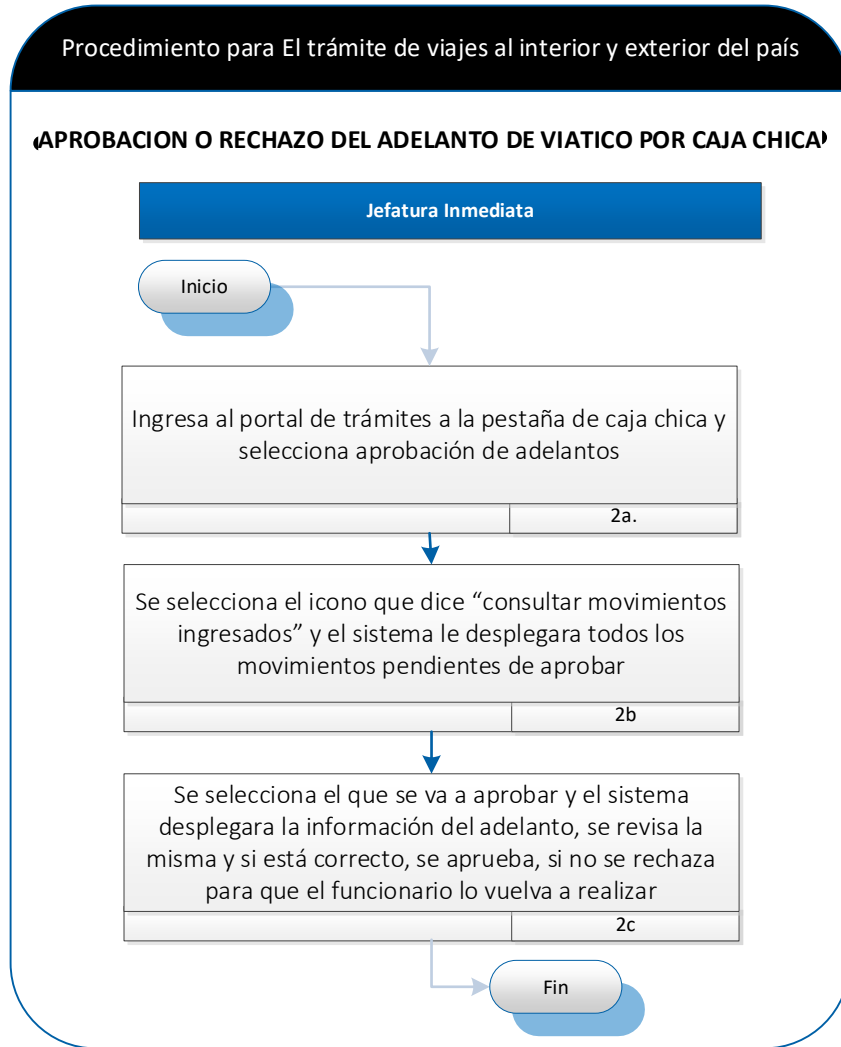 Procedimiento para El trámite de viajes al interior y exterior del país
APROBACION O RECHAZO DEL ADELANTO DE VIATICO POR CAJA CHICA
Jefatura Inmediata
Inicio
Ingresa al portal de trámites a la pestaña de caja chica y
selecciona aprobación de adelantos
2a.
Se selecciona el icono que dice “consultar movimientos
ingresados” y el sistema le desplegara todos los
movimientos pendientes de aprobar
2b
Se selecciona el que se va a aprobar y el sistema
desplegara la información del adelanto, se revisa la
misma y si está correcto, se aprueba, si no se rechaza
para que el funcionario lo vuelva a realizar
2c
Fin